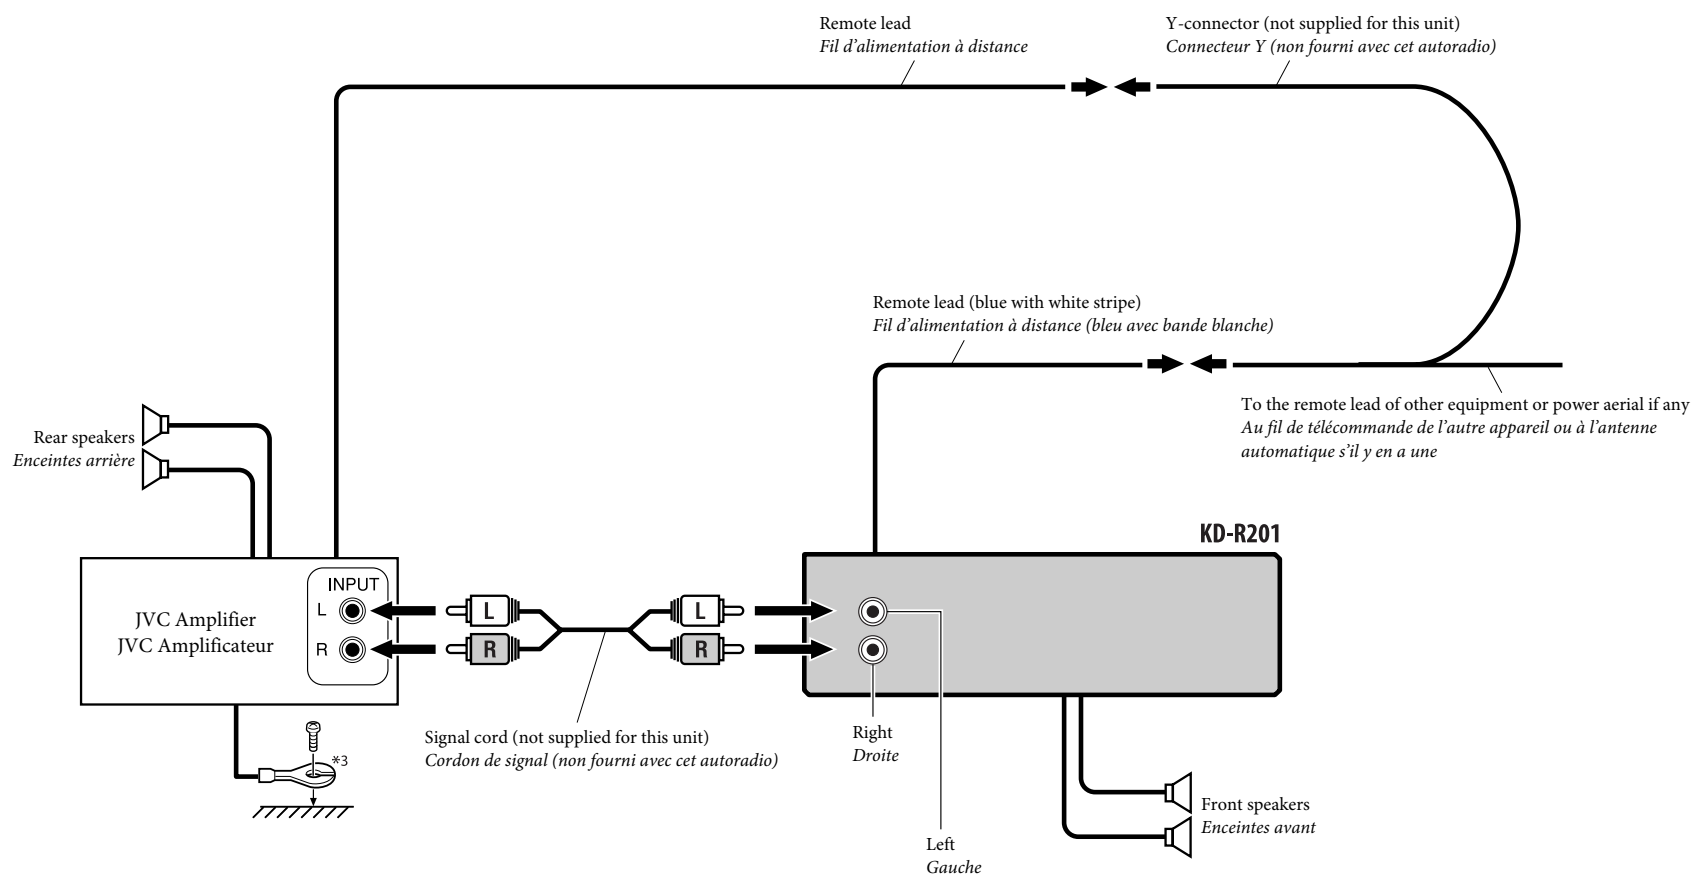 Remote lead
Fil d'alimentation à distance
Y-connector (not supplied for this unit)
Connecteur Y (non fourni avec cet autoradio)
Remote lead (blue with white stripe)
Fil d'alimentation à distance (bleu avec bande blanche)
To the remote lead of other equipment or power aerial if any
Au fil de télécommande de l'autre appareil ou à l'antenne
automatique s'il y en a une
Rear speakers
Enceintes arrière
KD-R201
JVC Amplifier
JVC Amplificateur
INPUT
L
R
L
R
L
R
Signal cord (not supplied for this unit)
Cordon de signal (non fourni avec cet autoradio)
*3
Right
Droite
Left
Gauche
Front speakers
Enceintes avant